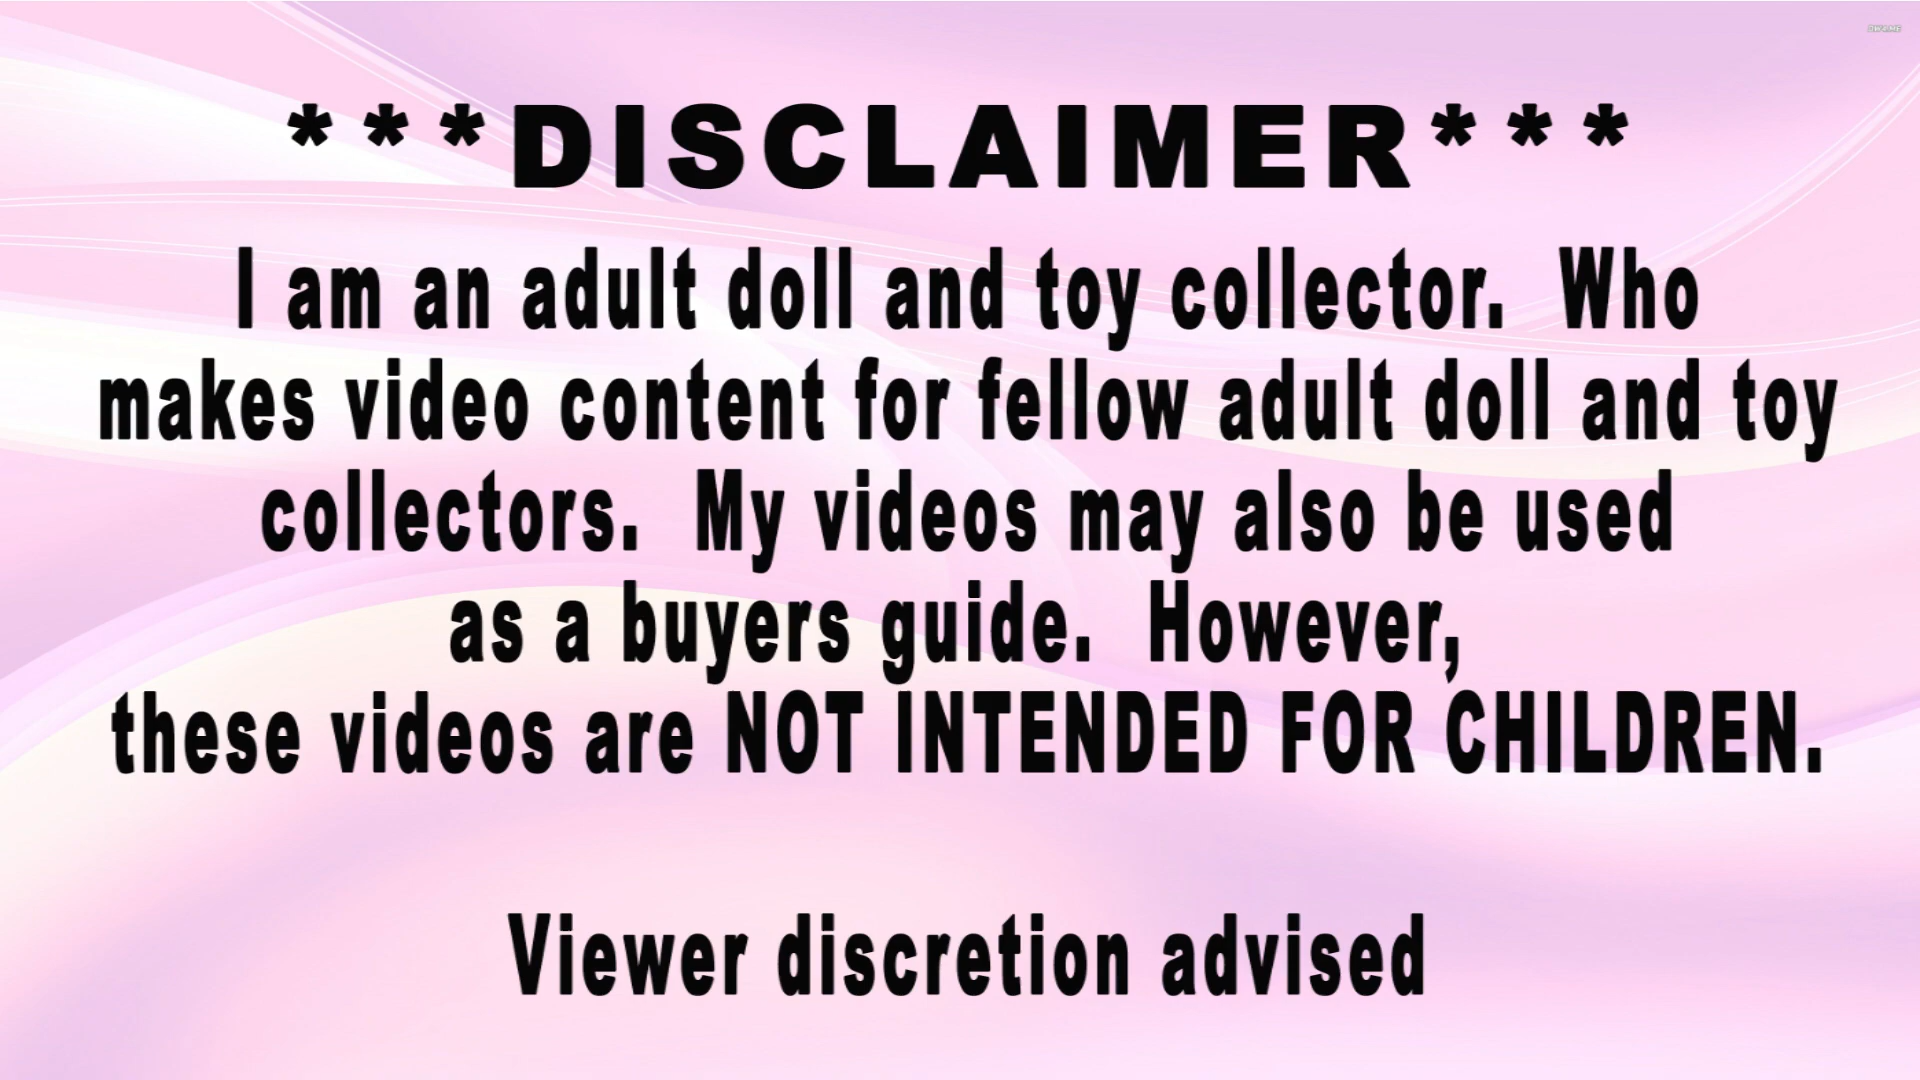 ***DISCLAIMER***
I am an adult doll and toy collector.  Who
makes video content for fellow adult doll and toy
collectors.  My videos may also be used
as a buyers guide.  However,
these videos are NOT INTENDED FOR CHILDREN.
Viewer discretion advised